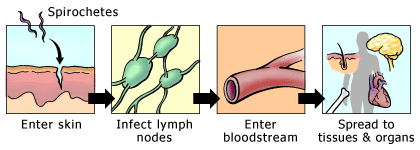 Spirochetes
Enter skin
Infect lymph
nodes
Enter
bloodstream
Spread to
tissues & organs